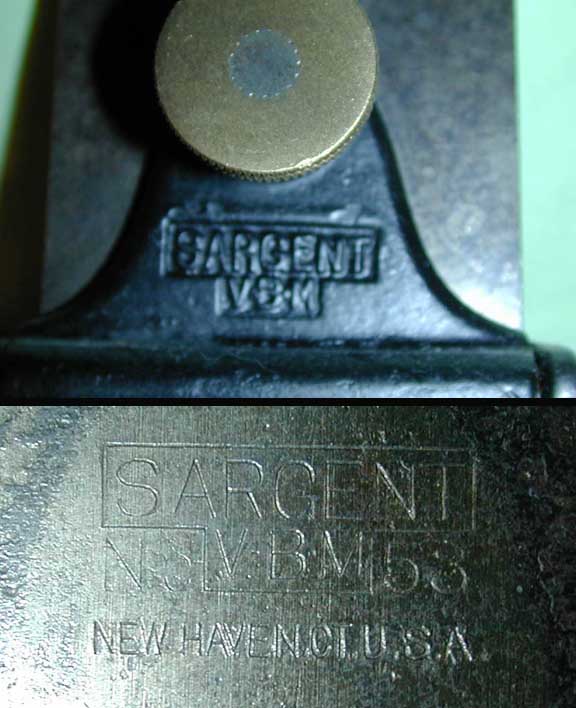 SARGENT
V·B·M
SARGENT
No V·B·M 53
NEW HAVEN, CT. U.S.A.